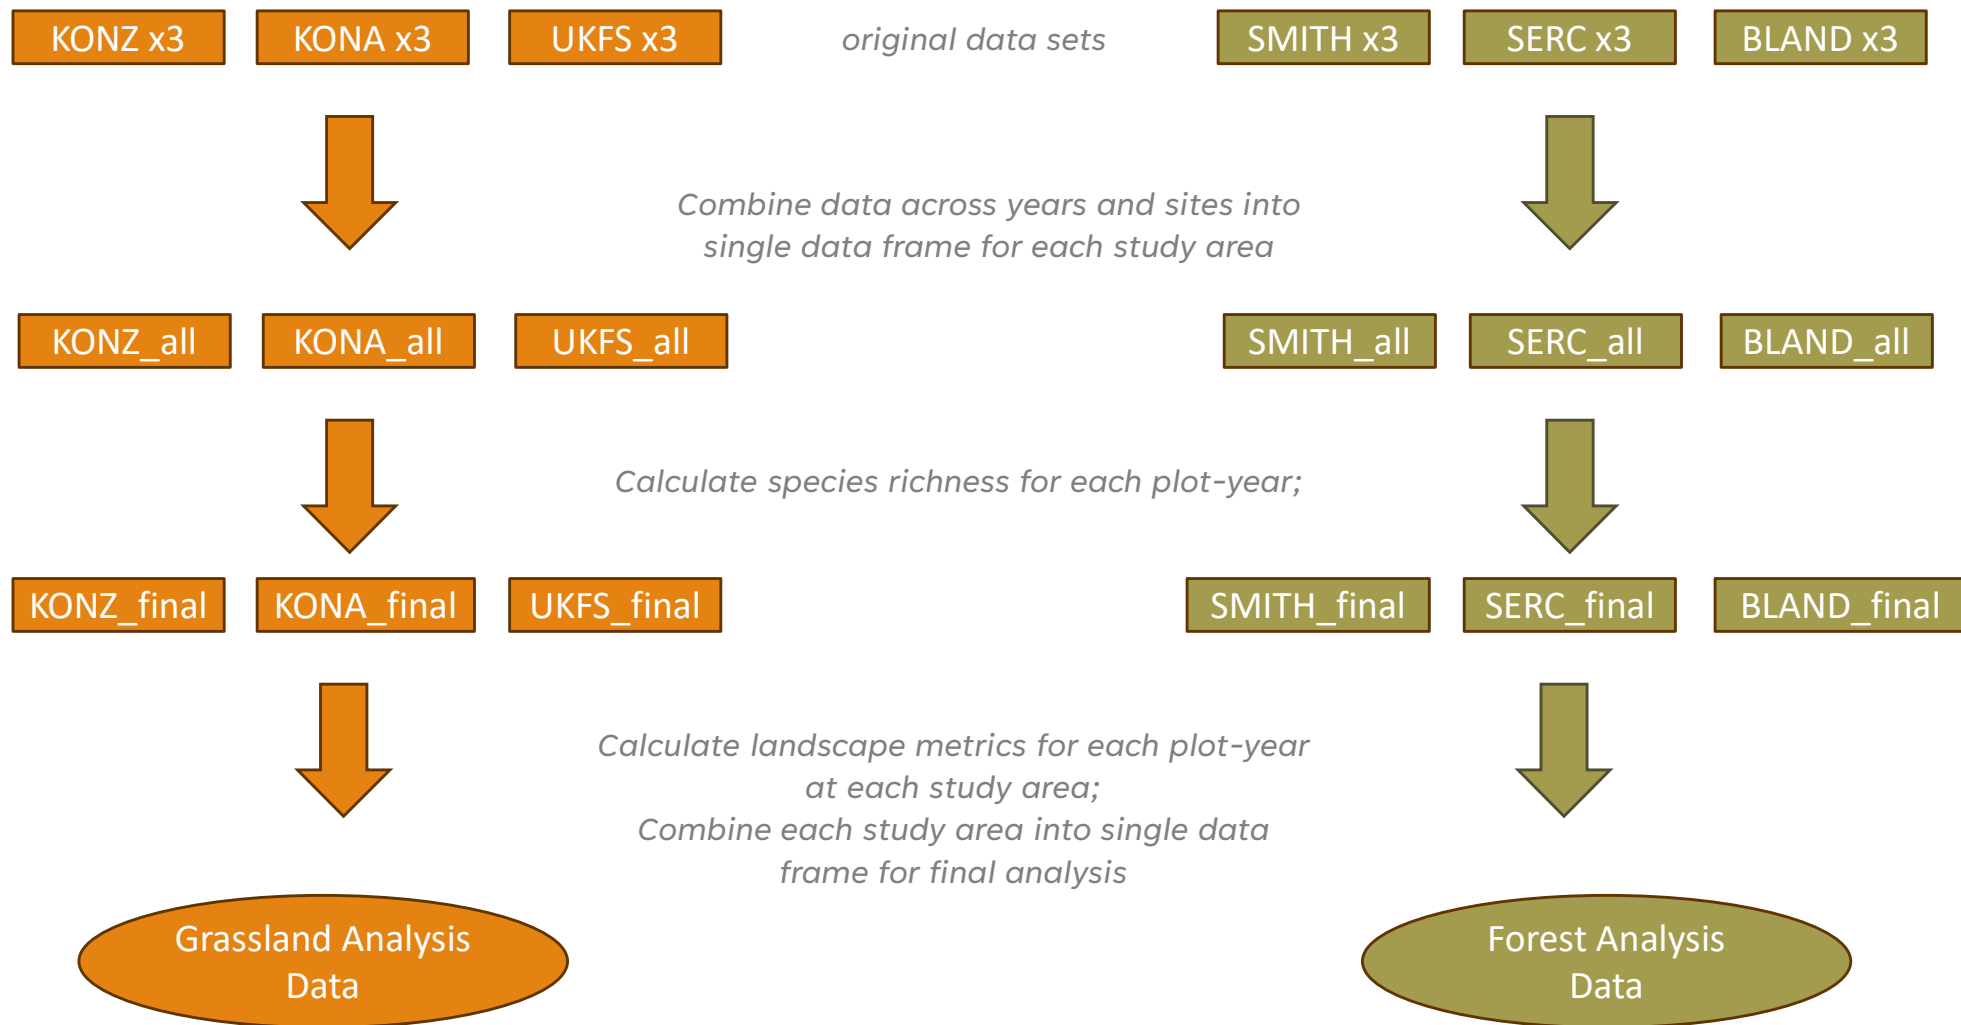 KONZ x3
KONA x3
UKFS x3
original data sets
SMITH x3
SERC x3
BLAND x3
Combine data across years and sites into
single data frame for each study area
KONZ_all
KONA_all
UKFS_all
SMITH_all
SERC_all
BLAND_all
Calculate species richness for each plot-year;
KONZ_final
KONA_final
UKFS_final
SMITH_final
SERC_final
BLAND_final
Calculate landscape metrics for each plot-year
at each study area;
Combine each study area into single data
frame for final analysis
Grassland Analysis
Data
Forest Analysis
Data